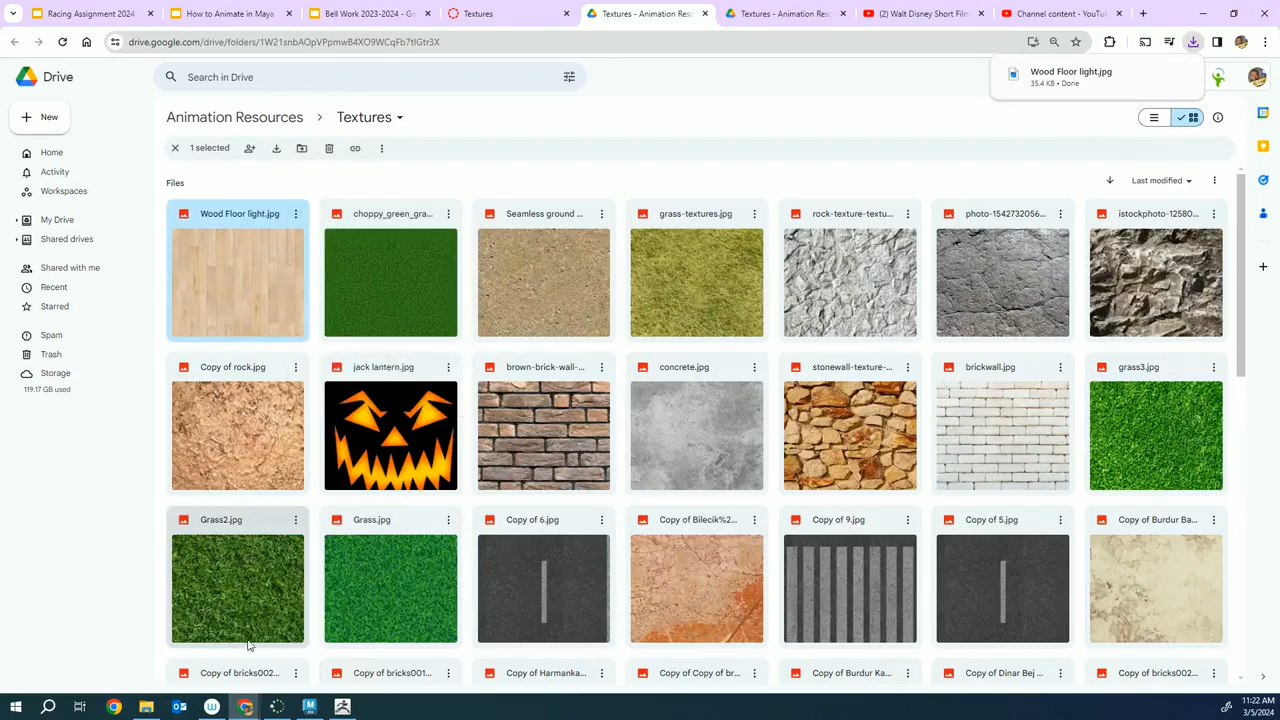 Racing Assignment 2024
How to Animate in Maya
Bell Work 2023-2024 - Go
Textures
Textures - Animation Resc
Textures - Animation Reso
(2) Walt Disney Short Film
Channel content - YouTube
drive.google.com/drive/folders/1W21snbAOpVPpmwB4XO9WCqFb7tIGtr3X
Drive
Search in Drive
Wood Floor light.jpg
35.4 KB • Done
New
Animation Resources > Textures
1 selected
Home
Activity
Workspaces
My Drive
Shared drives
Shared with me
Recent
Starred
Spam
Trash
Storage
119.17 GB used
Files
Last modified
Wood Floor light.jpg
choppy_green_gra...
Seamless ground ...
grass-textures.jpg
rock-texture-textu...
photo-1542732056...
istockphoto-12580...
Copy of rock.jpg
jack lantern.jpg
brown-brick-wall-...
concrete.jpg
stonewall-texture-...
brickwall.jpg
grass3.jpg
Grass2.jpg
Grass.jpg
Copy of 6.jpg
Copy of Bilecik%2...
Copy of 9.jpg
Copy of 5.jpg
Copy of Burdur Ba...
Copy of bricks002...
Copy of bricks001...
Copy of Harmanka...
Copy of Copy of br...
Copy of Burdur Ka...
Copy of Dinar Bej ...
Copy of bricks002...
11:22 AM
3/5/2024